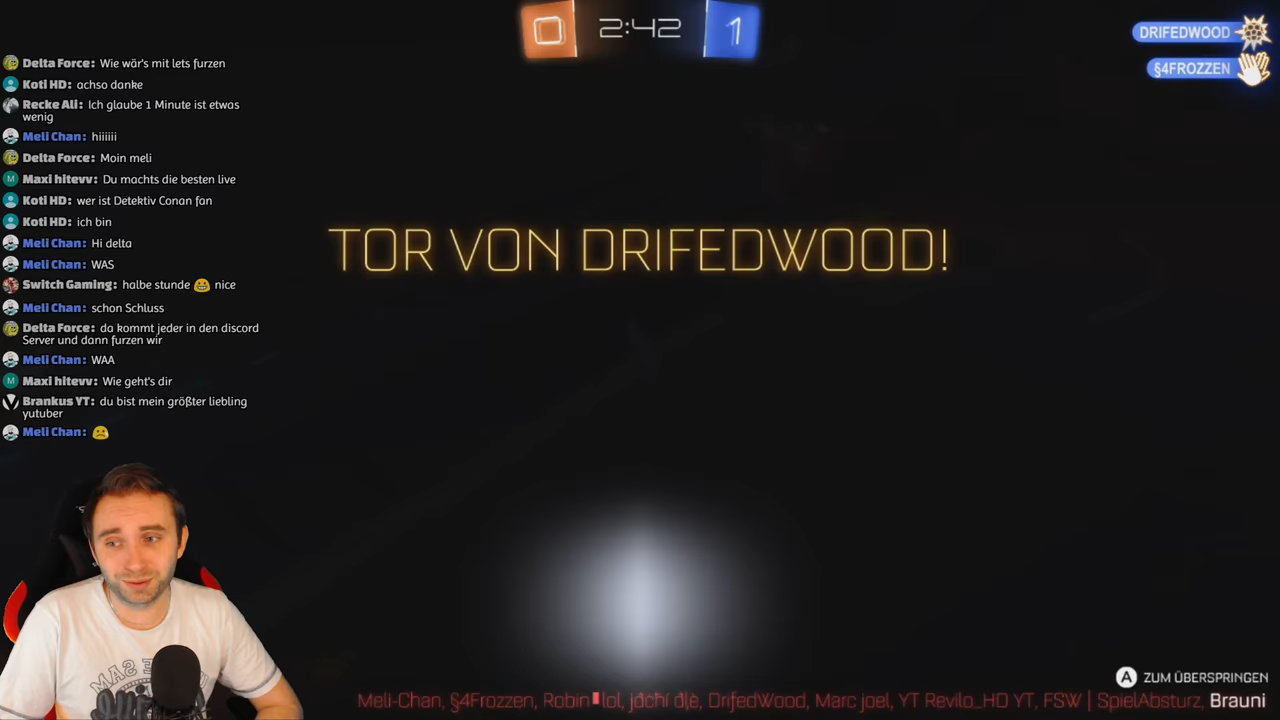 0 2:42 1
DRIFEDWOOD
§4FROZZEN
Delta Force: Wie wär's mit lets furzen
Koti HD: achso danke
Recke Ali: Ich glaube 1 Minute ist etwas
wenig
Meli Chan: hiiiiii
Delta Force: Moin meli
Maxi hitevv: Du machts die besten live
Koti HD: wer ist Detektiv Conan fan
Koti HD: ich bin
Meli Chan: Hi delta
Meli Chan: WAS
Switch Gaming: halbe stunde 😀 nice
Meli Chan: schon Schluss
Delta Force: da kommt jeder in den discord
Server und dann furzen wir
Meli Chan: WAA
Maxi hitevv: Wie geht's dir
Brankus YT: du bist mein größter liebling
yutuber
Meli Chan: ☹️
TOR VON DRIFEDWOOD!
A ZUM ÜBERSPRINGEN
Meli-Chan, §4Frozzen, Robin lol, DrifedWood, Marc joel, YT Revilo_HD YT, FSW | SpielAbsturz, Brauni